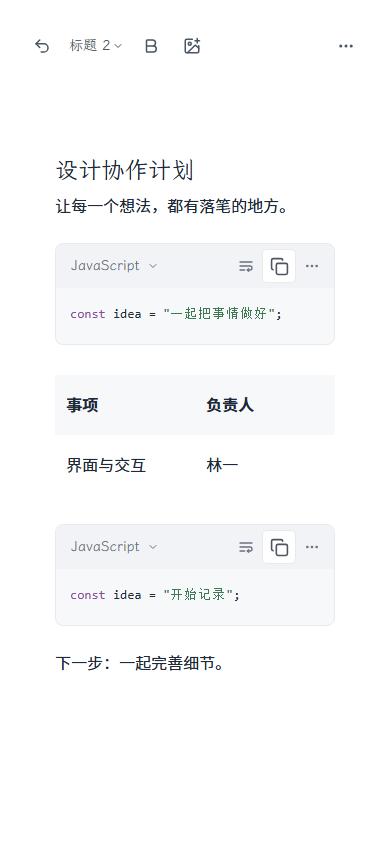 标题 2
设计协作计划
让每一个想法，都有落笔的地方。
JavaScript
const idea = "一起把事情做好";
事项 负责人
界面与交互 林一
JavaScript
const idea = "开始记录";
下一步：一起完善细节。